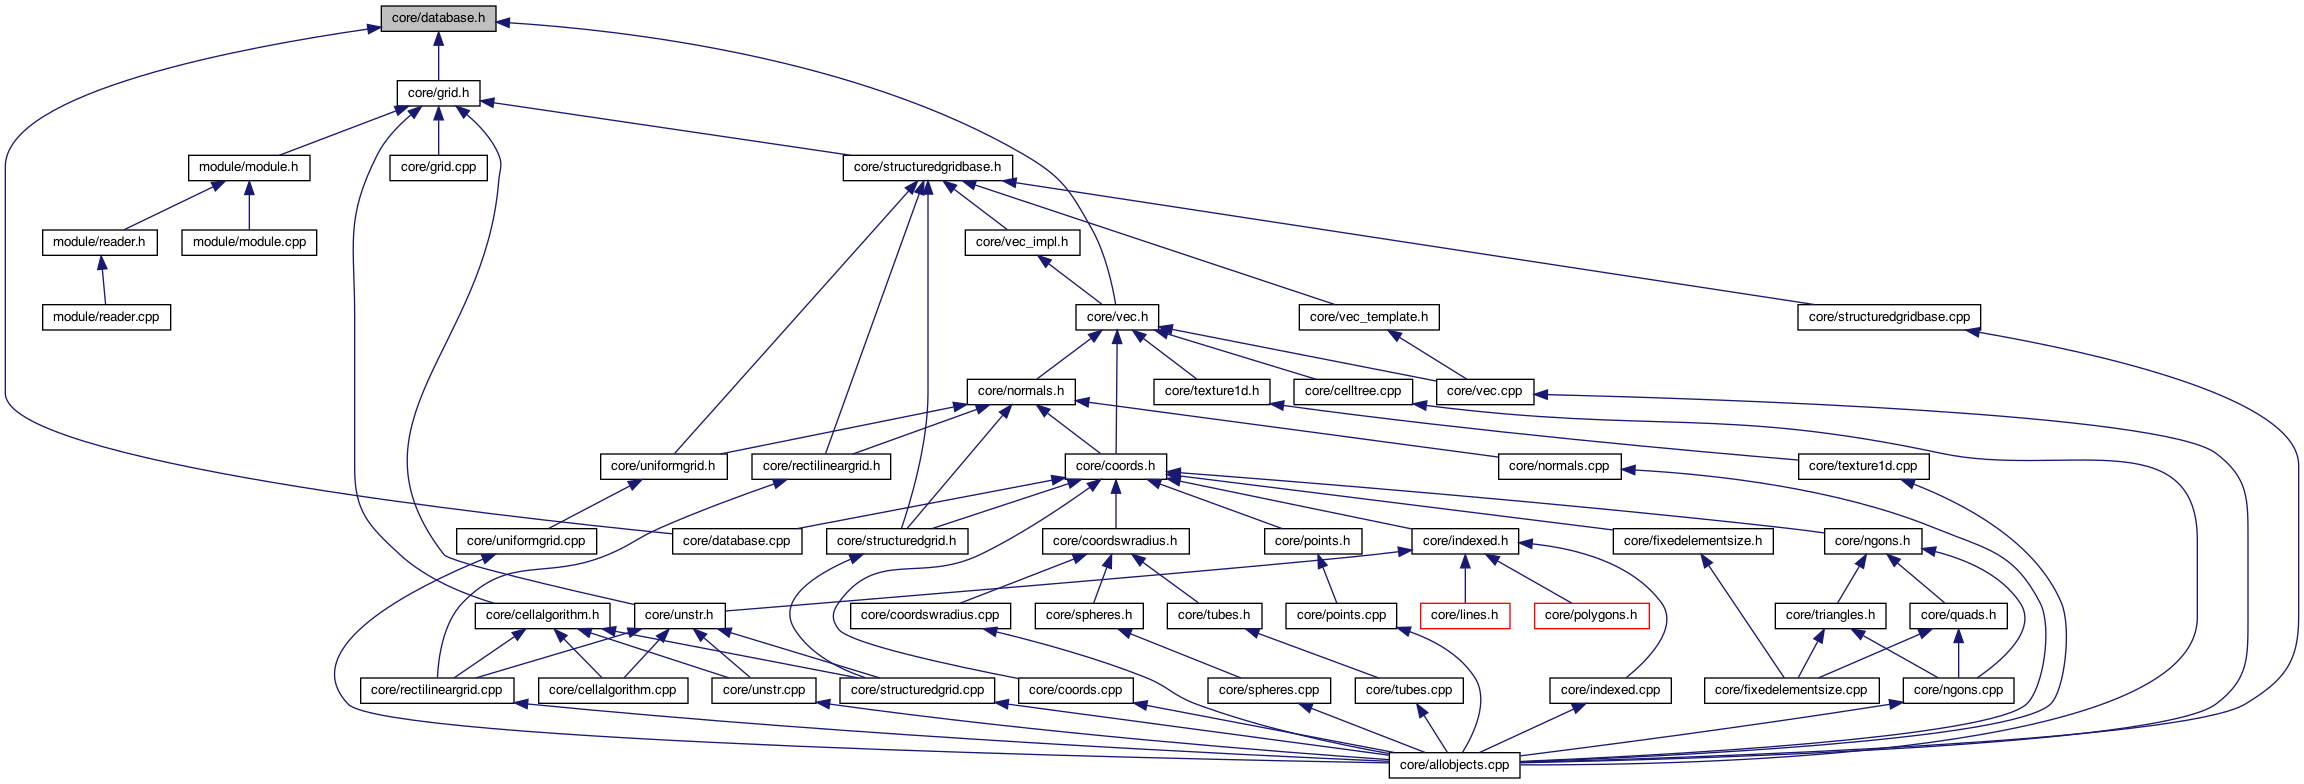 core/database.h
core/grid.h
module/module.h
core/grid.cpp
core/structuredgridbase.h
module/reader.h
module/module.cpp
core/vec_impl.h
module/reader.cpp
core/vec.h
core/vec_template.h
core/structuredgridbase.cpp
core/normals.h
core/texture1d.h
core/celltree.cpp
core/vec.cpp
core/uniformgrid.h
core/rectilineargrid.h
core/coords.h
core/normals.cpp
core/texture1d.cpp
core/uniformgrid.cpp
core/database.cpp
core/structuredgrid.h
core/coordswradius.h
core/points.h
core/indexed.h
core/fixedelementsize.h
core/ngons.h
core/cellalgorithm.h
core/unstr.h
core/coordswradius.cpp
core/spheres.h
core/tubes.h
core/points.cpp
core/lines.h
core/polygons.h
core/triangles.h
core/quads.h
core/rectilineargrid.cpp
core/cellalgorithm.cpp
core/unstr.cpp
core/structuredgrid.cpp
core/coords.cpp
core/spheres.cpp
core/tubes.cpp
core/indexed.cpp
core/fixedelementsize.cpp
core/ngons.cpp
core/allobjects.cpp